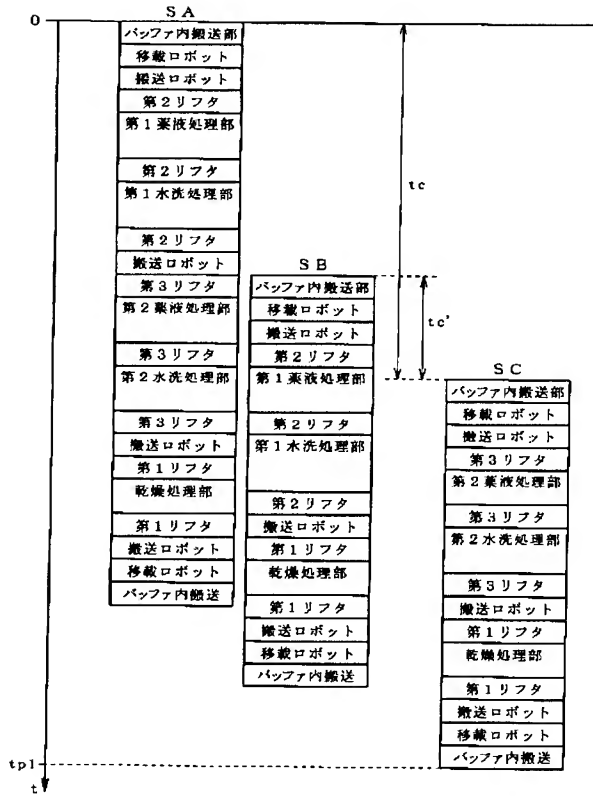 0
SA
バッファ内搬送部
移載ロボット
搬送ロボット
第2リフタ
第1薬液処理部
第2リフタ
第1水洗処理部
第2リフタ
搬送ロボット
第3リフタ
第2薬液処理部
第3リフタ
第2水洗処理部
第3リフタ
搬送ロボット
第1リフタ
乾燥処理部
第1リフタ
搬送ロボット
移載ロボット
バッファ内搬送
SB
バッファ内搬送部
移載ロボット
搬送ロボット
第2リフタ
第1薬液処理部
第2リフタ
第1水洗処理部
第2リフタ
搬送ロボット
第1リフタ
乾燥処理部
第1リフタ
搬送ロボット
移載ロボット
バッファ内搬送
tc
tc'
SC
バッファ内搬送部
移載ロボット
搬送ロボット
第3リフタ
第2薬液処理部
第3リフタ
第2水洗処理部
第3リフタ
搬送ロボット
第1リフタ
乾燥処理部
第1リフタ
搬送ロボット
移載ロボット
バッファ内搬送
tp1
t